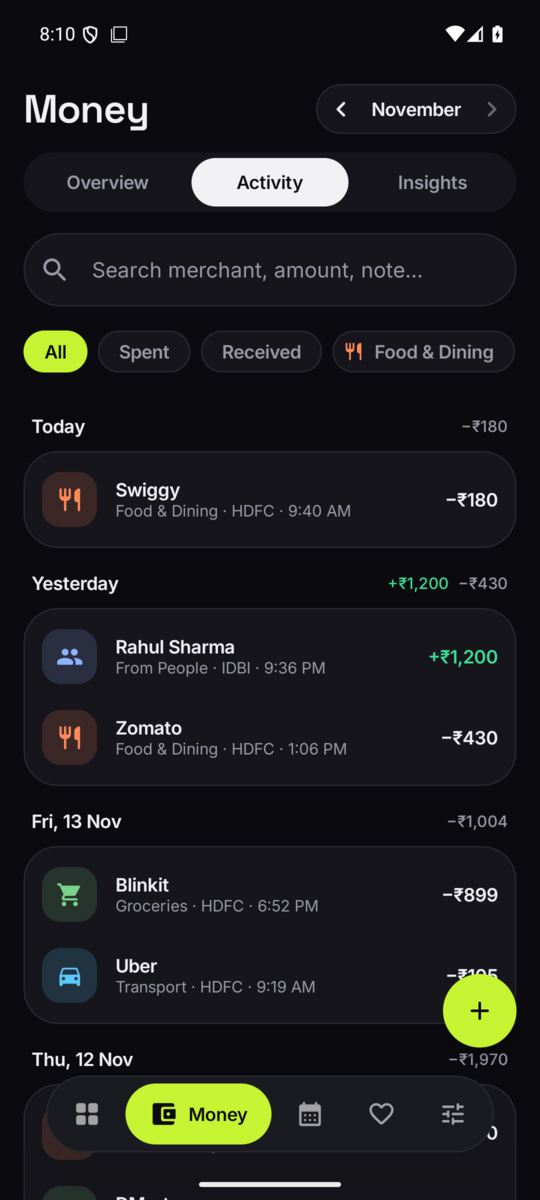 8:10
Money
November
Overview
Activity
Insights
Search merchant, amount, note...
All
Spent
Received
Food & Dining
Today
−₹180
Swiggy
−₹180
Food & Dining · HDFC · 9:40 AM
Yesterday
+₹1,200 −₹430
Rahul Sharma
+₹1,200
From People · IDBI · 9:36 PM
Zomato
−₹430
Food & Dining · HDFC · 1:06 PM
Fri, 13 Nov
−₹1,004
Blinkit
−₹899
Groceries · HDFC · 6:52 PM
Uber
Transport · HDFC · 9:19 AM
Thu, 12 Nov
−₹1,970
Money